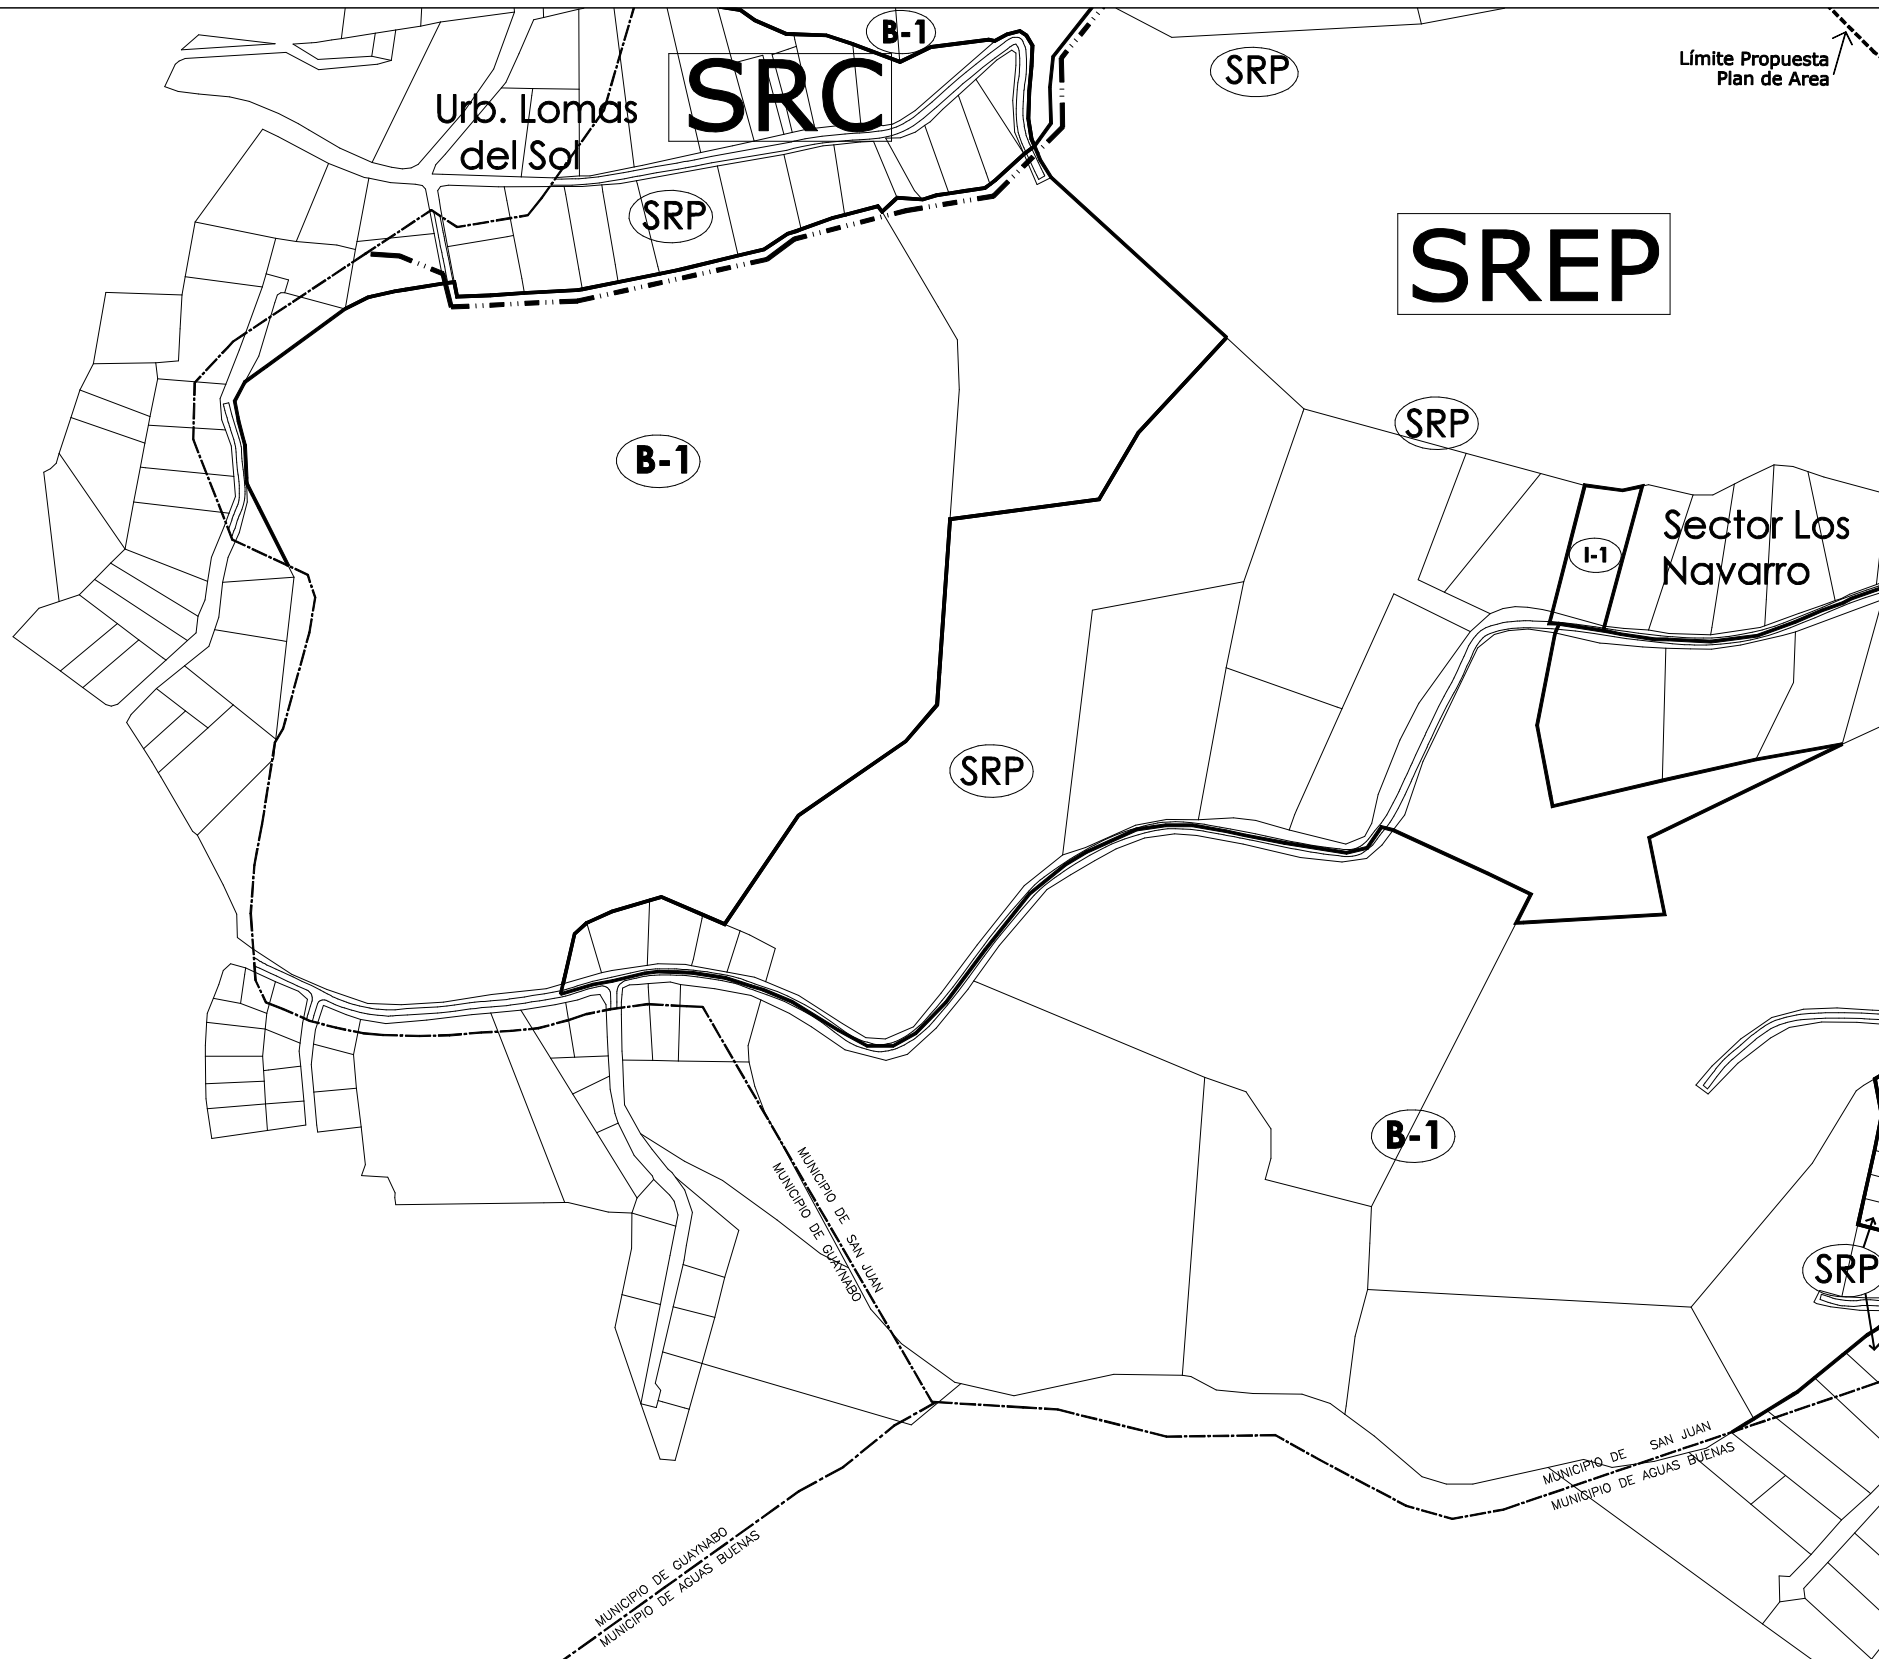 B-1
Límite Propuesta
Plan de Area
SRP
SRC
Urb. Lomas
del Sol
SRP
SREP
SRP
B-1
Sector Los
Navarro
I-1
SRP
B-1
MUNICIPIO DE SAN JUAN
MUNICIPIO DE GUAYNABO
SRP
MUNICIPIO DE SAN JUAN
MUNICIPIO DE AGUAS BUENAS
MUNICIPIO DE GUAYNABO
MUNICIPIO DE AGUAS BUENAS